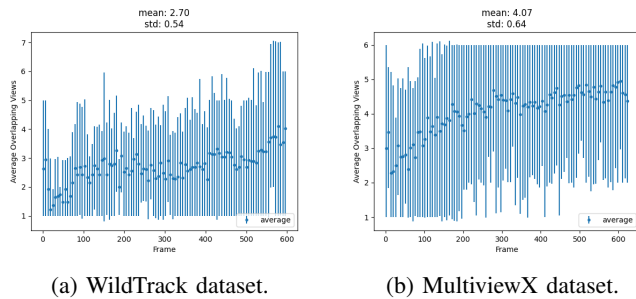 mean: 2.70
std: 0.54
Average Overlapping Views
7
6
5
4
3
2
1
0
100
200
300
400
500
600
Frame
average
(a) WildTrack dataset.
mean: 4.07
std: 0.64
Average Overlapping Views
6
5
4
3
2
1
0
100
200
300
400
500
600
Frame
average
(b) MultiviewX dataset.